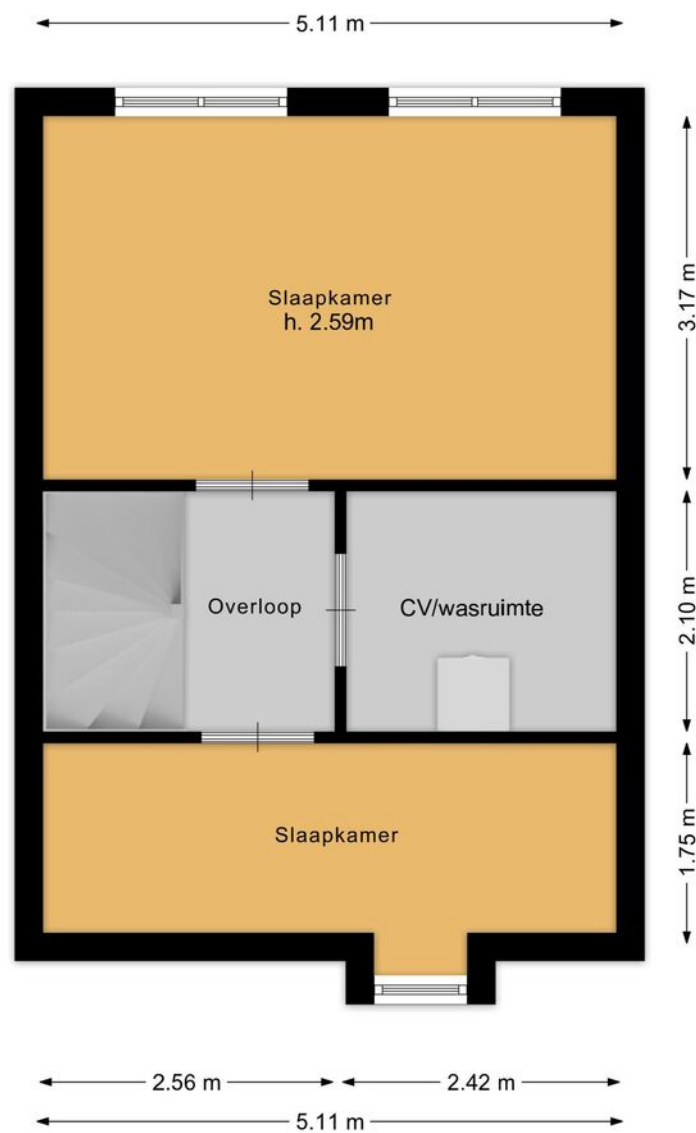 5.11 m
Slaapkamer
h. 2.59m
3.17 m
Overloop
CV/wasruimte
2.10 m
Slaapkamer
1.75 m
2.56 m
2.42 m
5.11 m